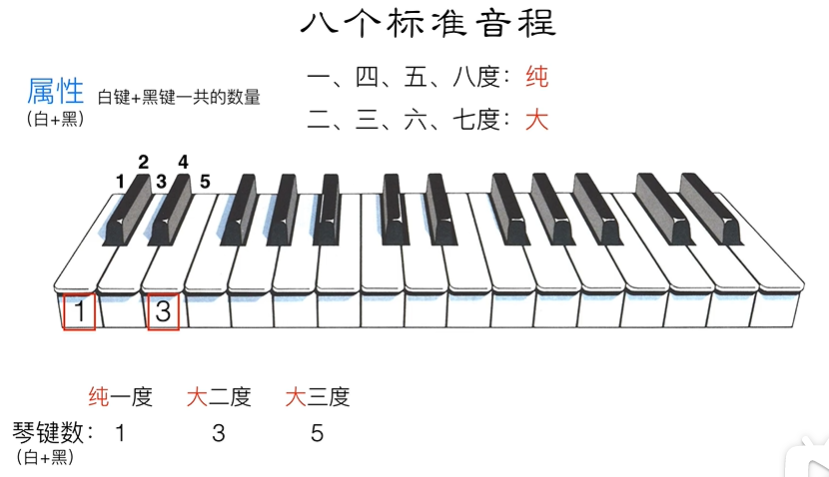 八个标准音程
一、四、五、八度：纯
属性 白键+黑键一共的数量
(白+黑)
二、三、六、七度：大
2 4
1 3 5
1 3
纯一度 大二度 大三度
琴键数： 1 3 5
(白+黑)